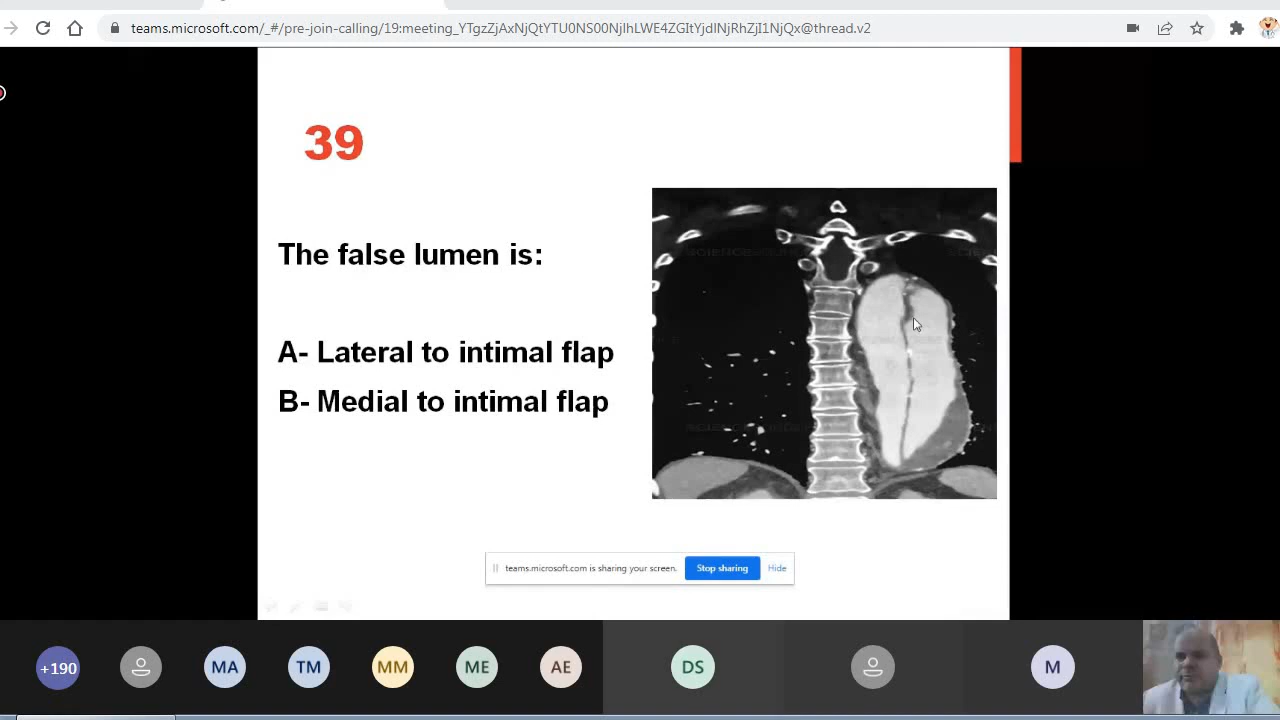 teams.microsoft.com/_#/pre-join-calling/19:meeting_YTgzZjAxNjQtYTU0NS00NjlhLWE4ZGItYjdlNjRhZjI1NjQx@thread.v2
39
The false lumen is:
A- Lateral to intimal flap
B- Medial to intimal flap
teams.microsoft.com is sharing your screen.
Stop sharing
Hide
+190
MA
TM
MM
ME
AE
DS
M